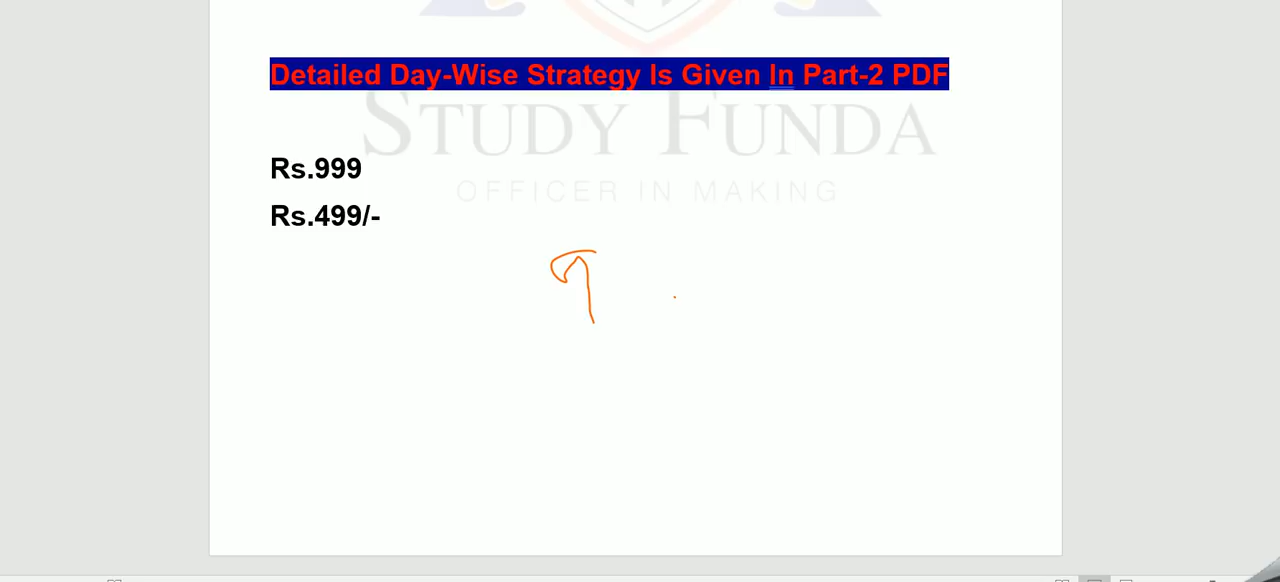 Detailed Day-Wise Strategy Is Given In Part-2 PDF
STUDY FUNDA
OFFICER IN MAKING
Rs.999
Rs.499/-
9